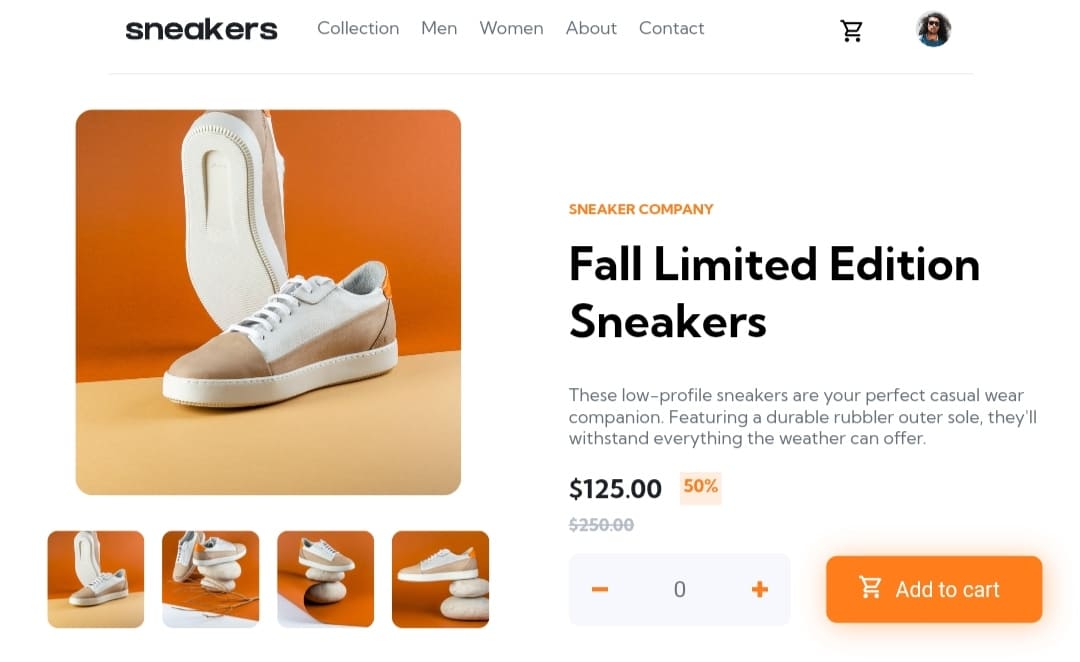 sneakers Collection Men Women About Contact
SNEAKER COMPANY
Fall Limited Edition
Sneakers
These low-profile sneakers are your perfect casual wear
companion. Featuring a durable rubbler outer sole, they'll
withstand everything the weather can offer.
$125.00 50%
$250.00
− 0 +
Add to cart